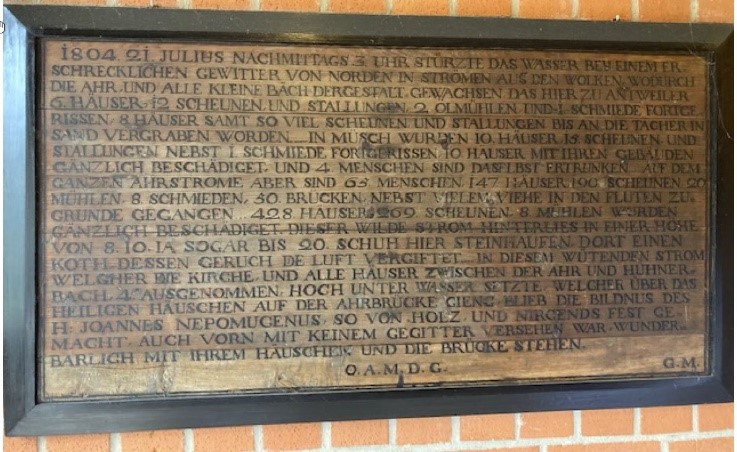 1804. 21. JULIUS NACHMITTAGS 3 UHR STÜRZTE DAS WASSER BEY EINEM ER-
SCHRECKLICHEN GEWITTER VON NORDEN IN STRÖMEN AUS DEN WOLKEN, WODURCH
DIE AHR, UND ALLE KLEINE BÄCH DERGESTALT GEWACHSEN DAS HIER ZU ANTWEILER
6. HÄUSER, 12 SCHEUNEN, UND STALLUNGEN, 2 ÖLMÜHLEN UND 1 SCHMIEDE FORTGE
RISSEN, 8 HÄUSER SAMT SO VIEL SCHEUNEN UND STALLUNGEN BIS AN DIE TÄCHER IN
SAND VERGRABEN WORDEN. IN MÜSCH WURDEN 10 HÄUSER SCHEUNEN UND
STALLUNGEN NEBST 1 SCHMIEDE FORTGERISSEN 10 HÄUSER MIT IHREN GEBÄUDEN
GÄNZLICH BESCHÄDIGET, UND 4 MENSCHEN SIND DASELBST ERTRUNKEN. AUF DEM
GANZEN AHRSTROME, ABER SIND 63 MENSCHEN, 147 HÄUSER, SCHEUNEN, 20
MÜHLEN, 8. SCHMIEDEN, 30. BRÜCKEN, NEBST VIELEM VIEHE IN DEN FLUTEN ZU-
GRUNDE GEGANGEN. 428 HÄUSER, 269. SCHEUNEN, 8 MÜHLEN WURDEN
GÄNZLICH BESCHÄDIGET. DIESER WILDE STROM HINTERLIES IN EINER HÖHE
VON 8. 10. JA SOGAR BIS 20. SCHUH HIER STEINHAUFEN, DORT EINEN
KOTH, DESSEN GERUCH DE LUFT VERGIFTET. IN DIESEM WÜTENDEN STROM
WELCHER DIE KIRCHE, UND ALLE HÄUSER ZWISCHEN DER AHR UND HÜHNER-
BACH, 4. AUSGENOMMEN, HOCH UNTER WASSER SETZTE, WELCHER ÜBER DAS
HEILIGEN HÄUSCHEN AUF DER AHRBRÜCKE GIENG, BLIEB DIE BILDNUS DES
H: JOANNES NEPOMUCENUS, SO VON HOLZ, UND NIRGENDS FEST GE-
MACHT, AUCH VORN MIT KEINEM GEGITTER VERSEHEN WAR, WUNDER-
BARLICH MIT IHREM HÄUSCHEN, UND DIE BRÜCKE STEHEN.
O. A. M. D. G. G. M.